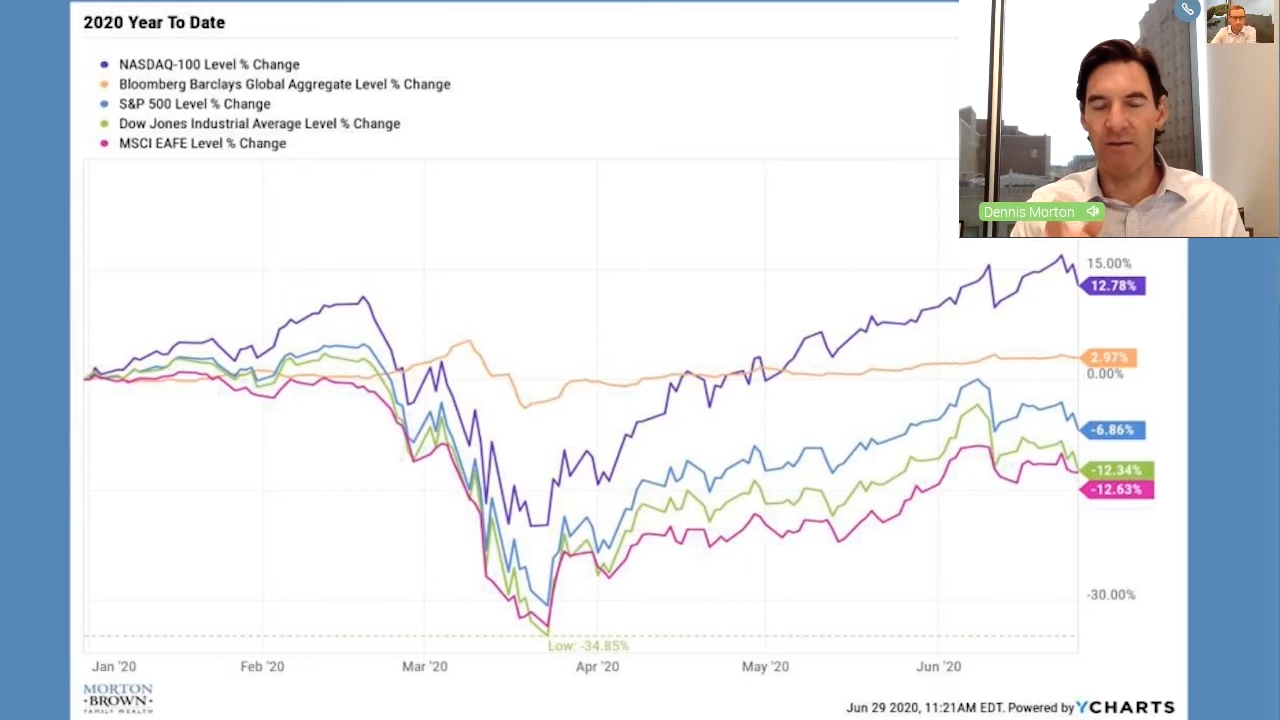 2020 Year To Date
NASDAQ-100 Level % Change
Bloomberg Barclays Global Aggregate Level % Change
S&P 500 Level % Change
Dow Jones Industrial Average Level % Change
MSCI EAFE Level % Change
Dennis Morton
15.00%
12.78%
2.97%
0.00%
-6.86%
-12.34%
-12.63%
-30.00%
Low: -34.85%
Jan '20 Feb '20 Mar '20 Apr '20 May '20 Jun '20
MORTON
·BROWN·
FAMILY WEALTH
Jun 29 2020, 11:21AM EDT. Powered by YCHARTS